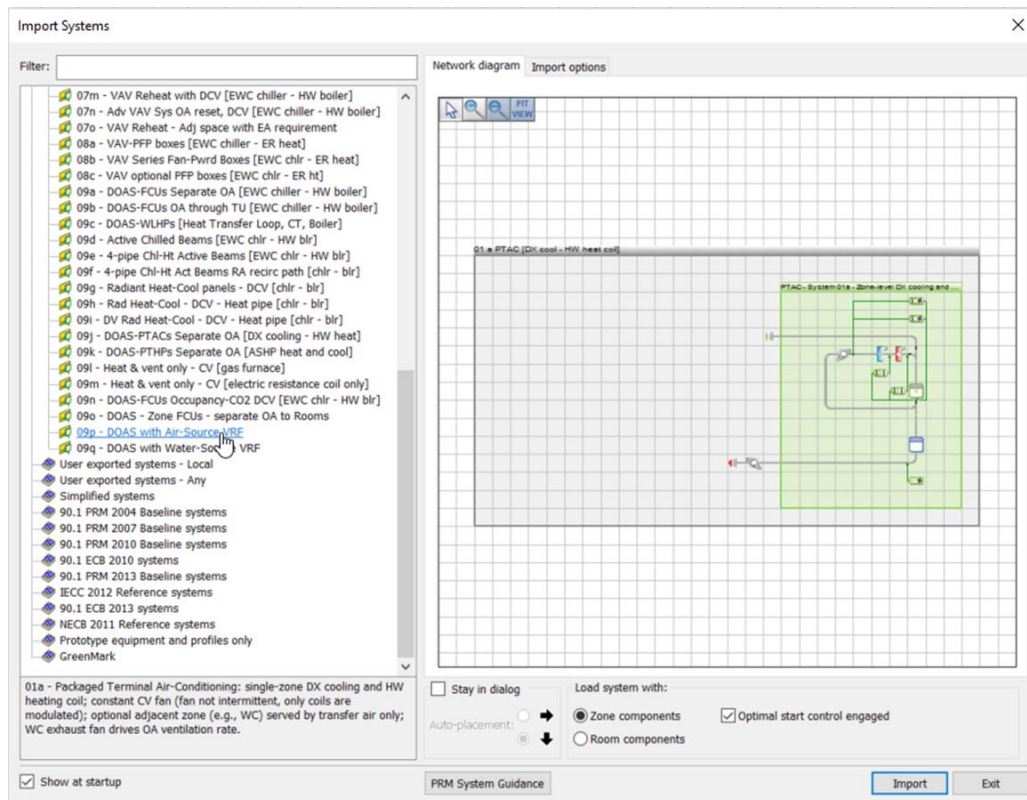 Import Systems
Filter:
07m - VAV Reheat with DCV [EWC chiller - HW boiler]
07n - Adv VAV Sys OA reset, DCV [EWC chiller - HW boiler]
07o - VAV Reheat - Adj space with EA requirement
08a - VAV-PFP boxes [EWC chiller - ER heat]
08b - VAV Series Fan-Pwrd Boxes [EWC chlr - ER heat]
08c - VAV optional PFP boxes [EWC chlr - ER ht]
09a - DOAS-FCUs Separate OA [EWC chiller - HW boiler]
09b - DOAS-FCUs OA through TU [EWC chiller - HW boiler]
09c - DOAS-WLHPs [Heat Transfer Loop, CT, Boiler]
09d - Active Chilled Beams [EWC chlr - HW blr]
09e - 4-pipe Chl-Ht Active Beams [EWC chlr - HW blr]
09f - 4-pipe Chl-Ht Act Beams RA recirc path [chlr - blr]
09g - Radiant Heat-Cool panels - DCV [chlr - blr]
09h - Rad Heat-Cool - DCV - Heat pipe [chlr - blr]
09i - DV Rad Heat-Cool - DCV - Heat pipe [chlr - blr]
09j - DOAS-PTACs Separate OA [DX cooling - HW heat]
09k - DOAS-PTHPs Separate OA [ASHP heat and cool]
09l - Heat & vent only - CV [gas furnace]
09m - Heat & vent only - CV [electric resistance coil only]
09n - DOAS-FCUs Occupancy-CO2 DCV [EWC chlr - HW blr]
09o - DOAS - Zone FCUs - separate OA to Rooms
09p - DOAS with Air-Source VRF
09q - DOAS with Water-So VRF
User exported systems - Local
User exported systems - Any
Simplified systems
90.1 PRM 2004 Baseline systems
90.1 PRM 2007 Baseline systems
90.1 PRM 2010 Baseline systems
90.1 ECB 2010 systems
90.1 PRM 2013 Baseline systems
IECC 2012 Reference systems
90.1 ECB 2013 systems
NECB 2011 Reference systems
Prototype equipment and profiles only
GreenMark
01a - Packaged Terminal Air-Conditioning: single-zone DX cooling and HW
heating coil; constant CV fan (fan not intermittent, only coils are
modulated); optional adjacent zone (e.g., WC) served by transfer air only;
WC exhaust fan drives OA ventilation rate.
Show at startup
Network diagram
Import options
FIT
VIEW
01 a PTAC [DX cool - HW heat coil]
PTAC - System 01a - Zone-level DX cooling and ...
Stay in dialog
Auto-placement:
Load system with:
Zone components
Room components
Optimal start control engaged
PRM System Guidance
Import
Exit